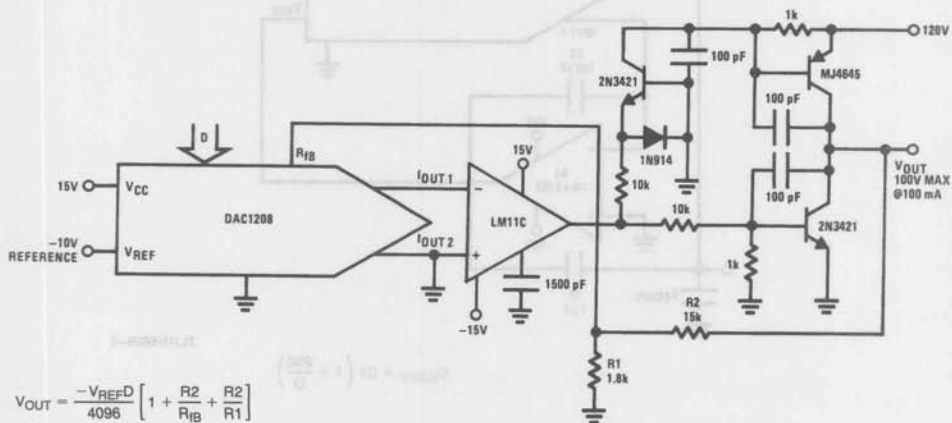 1k
120V
100 pF
2N3421
MJ4645
100 pF
D
RfB
1N914
15V
VOUT
100V MAX
@100 mA
15V
VCC
IOUT 1
−
10k
100 pF
DAC1208
LM11C
10k
2N3421
−10V
REFERENCE
VREF
IOUT 2
+
1k
1500 pF
R2
15k
−15V
R1
1.8k
VOUT = −VREFD/4096 [1 + R2/RfB + R2/R1]